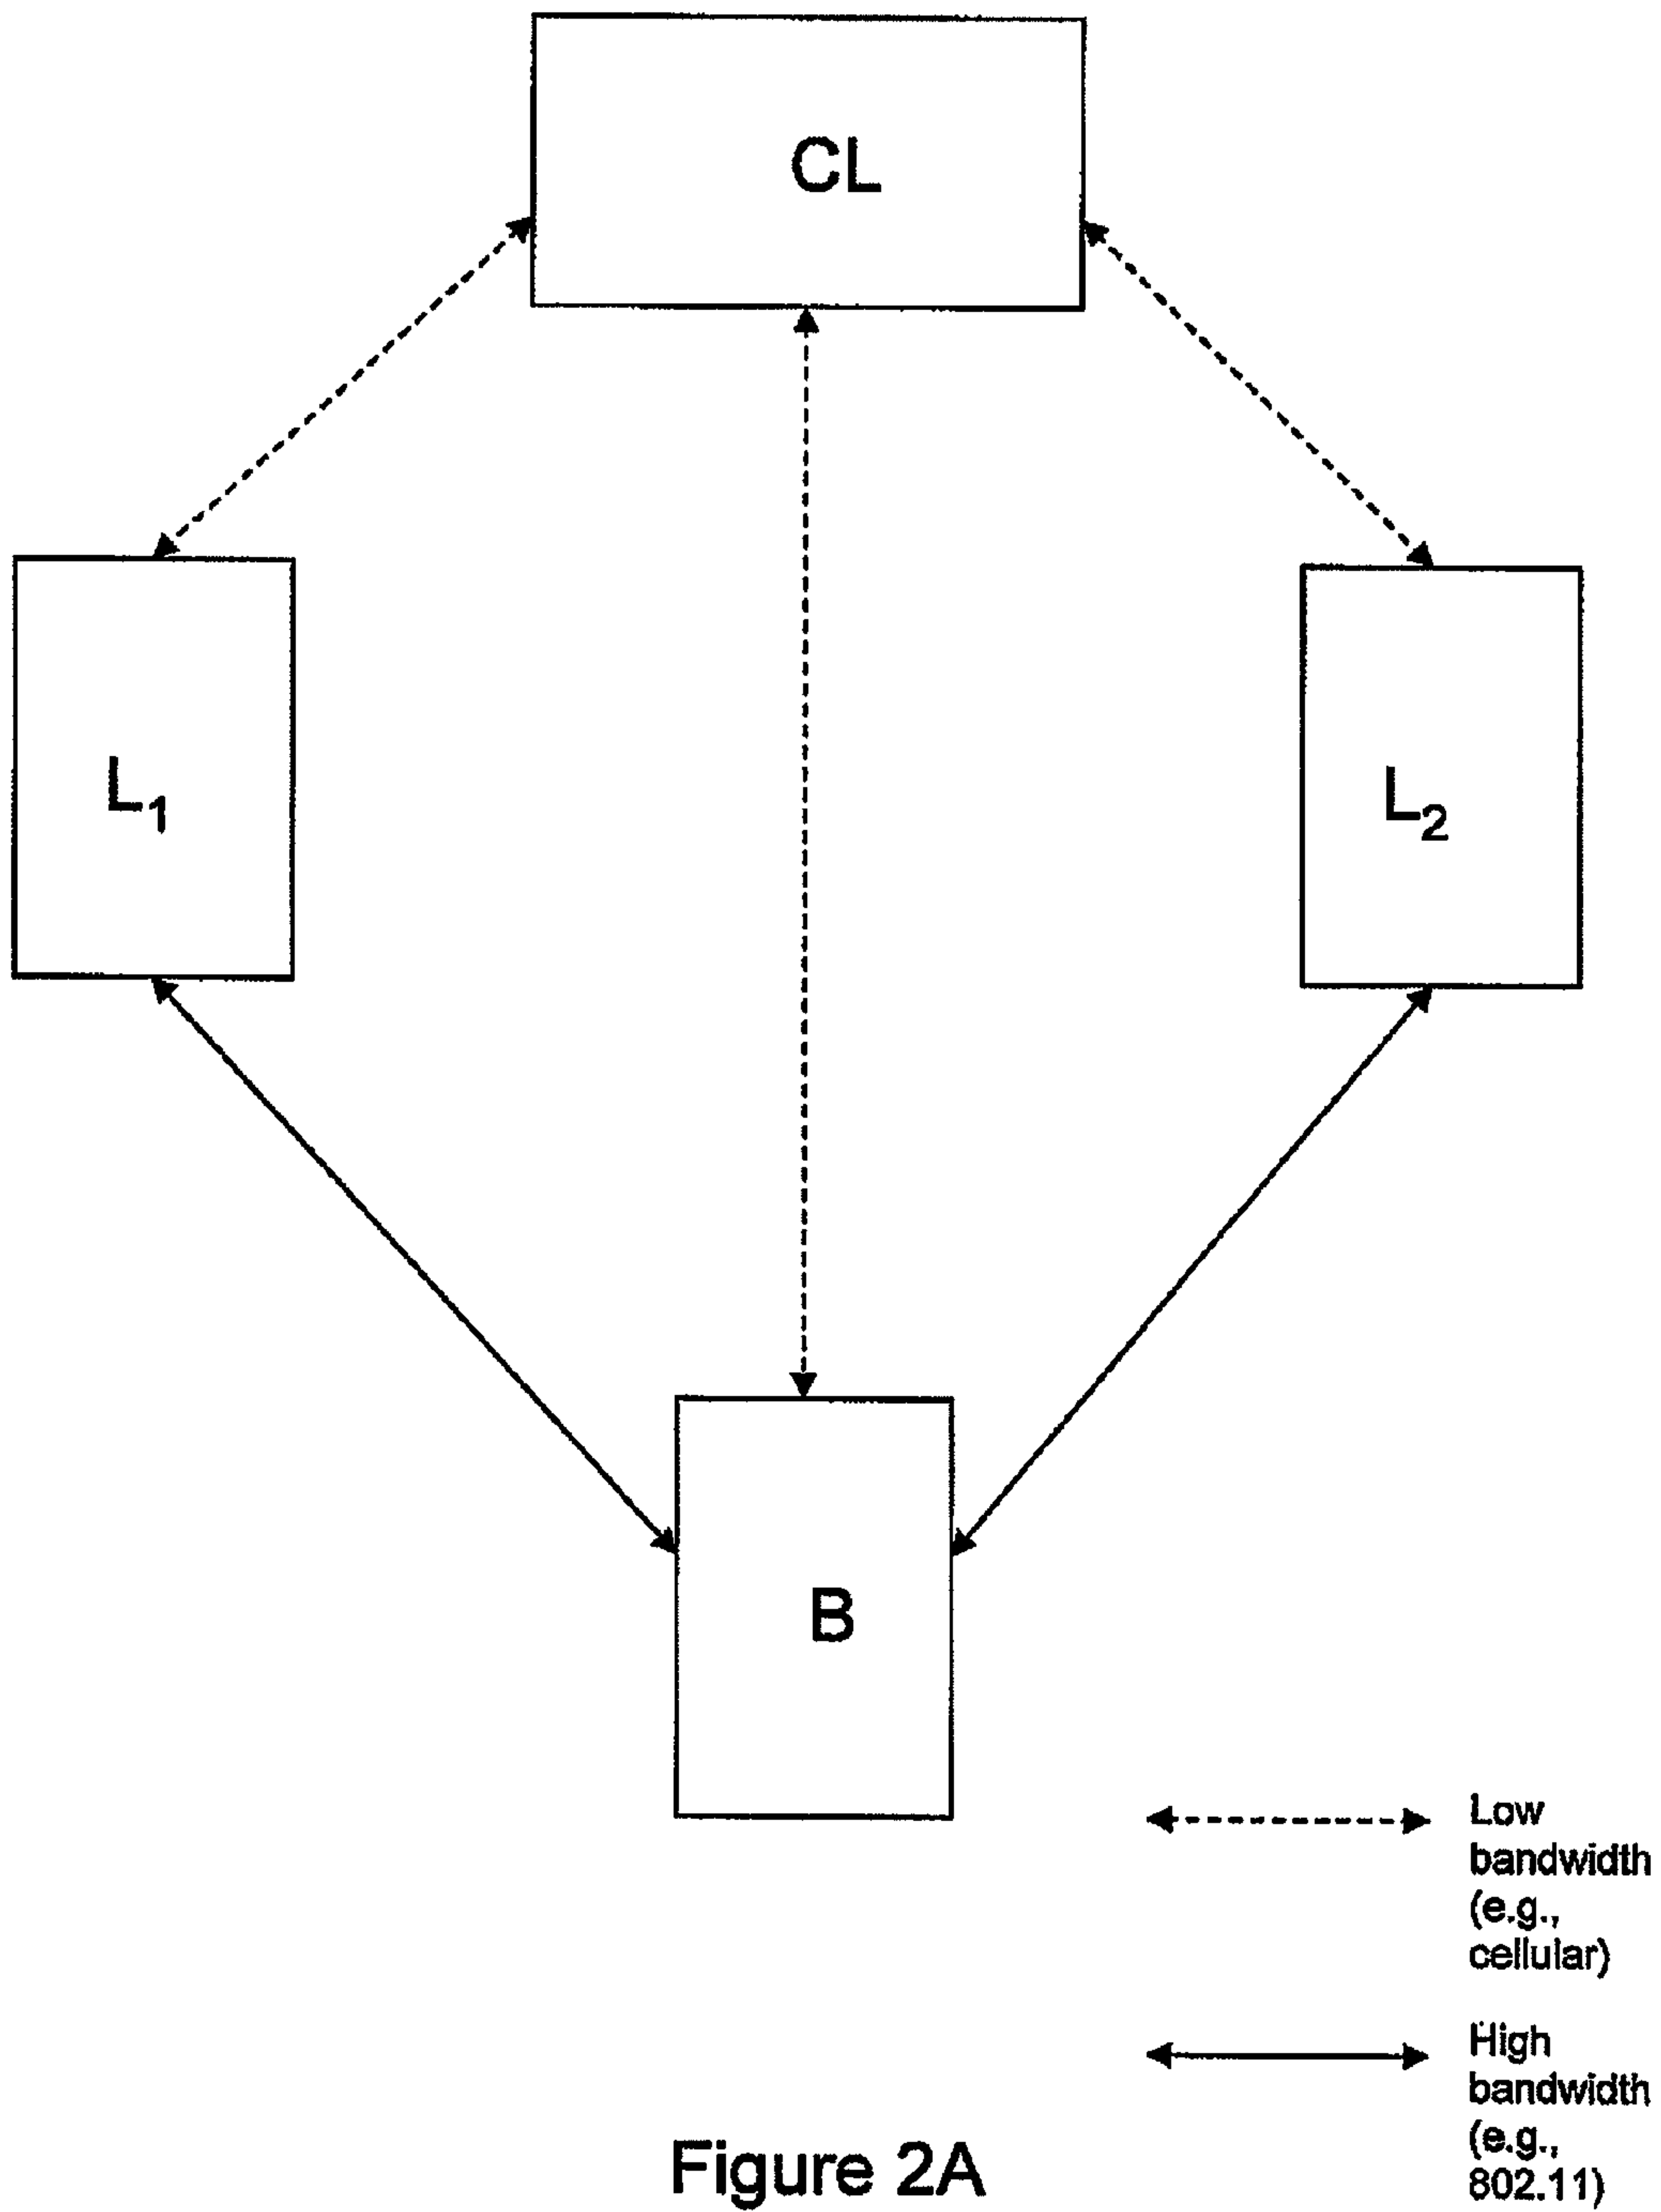 CL
L1
L2
B
Low
bandwidth
(e.g.,
cellular)
High
bandwidth
(e.g.,
802.11)
Figure 2A